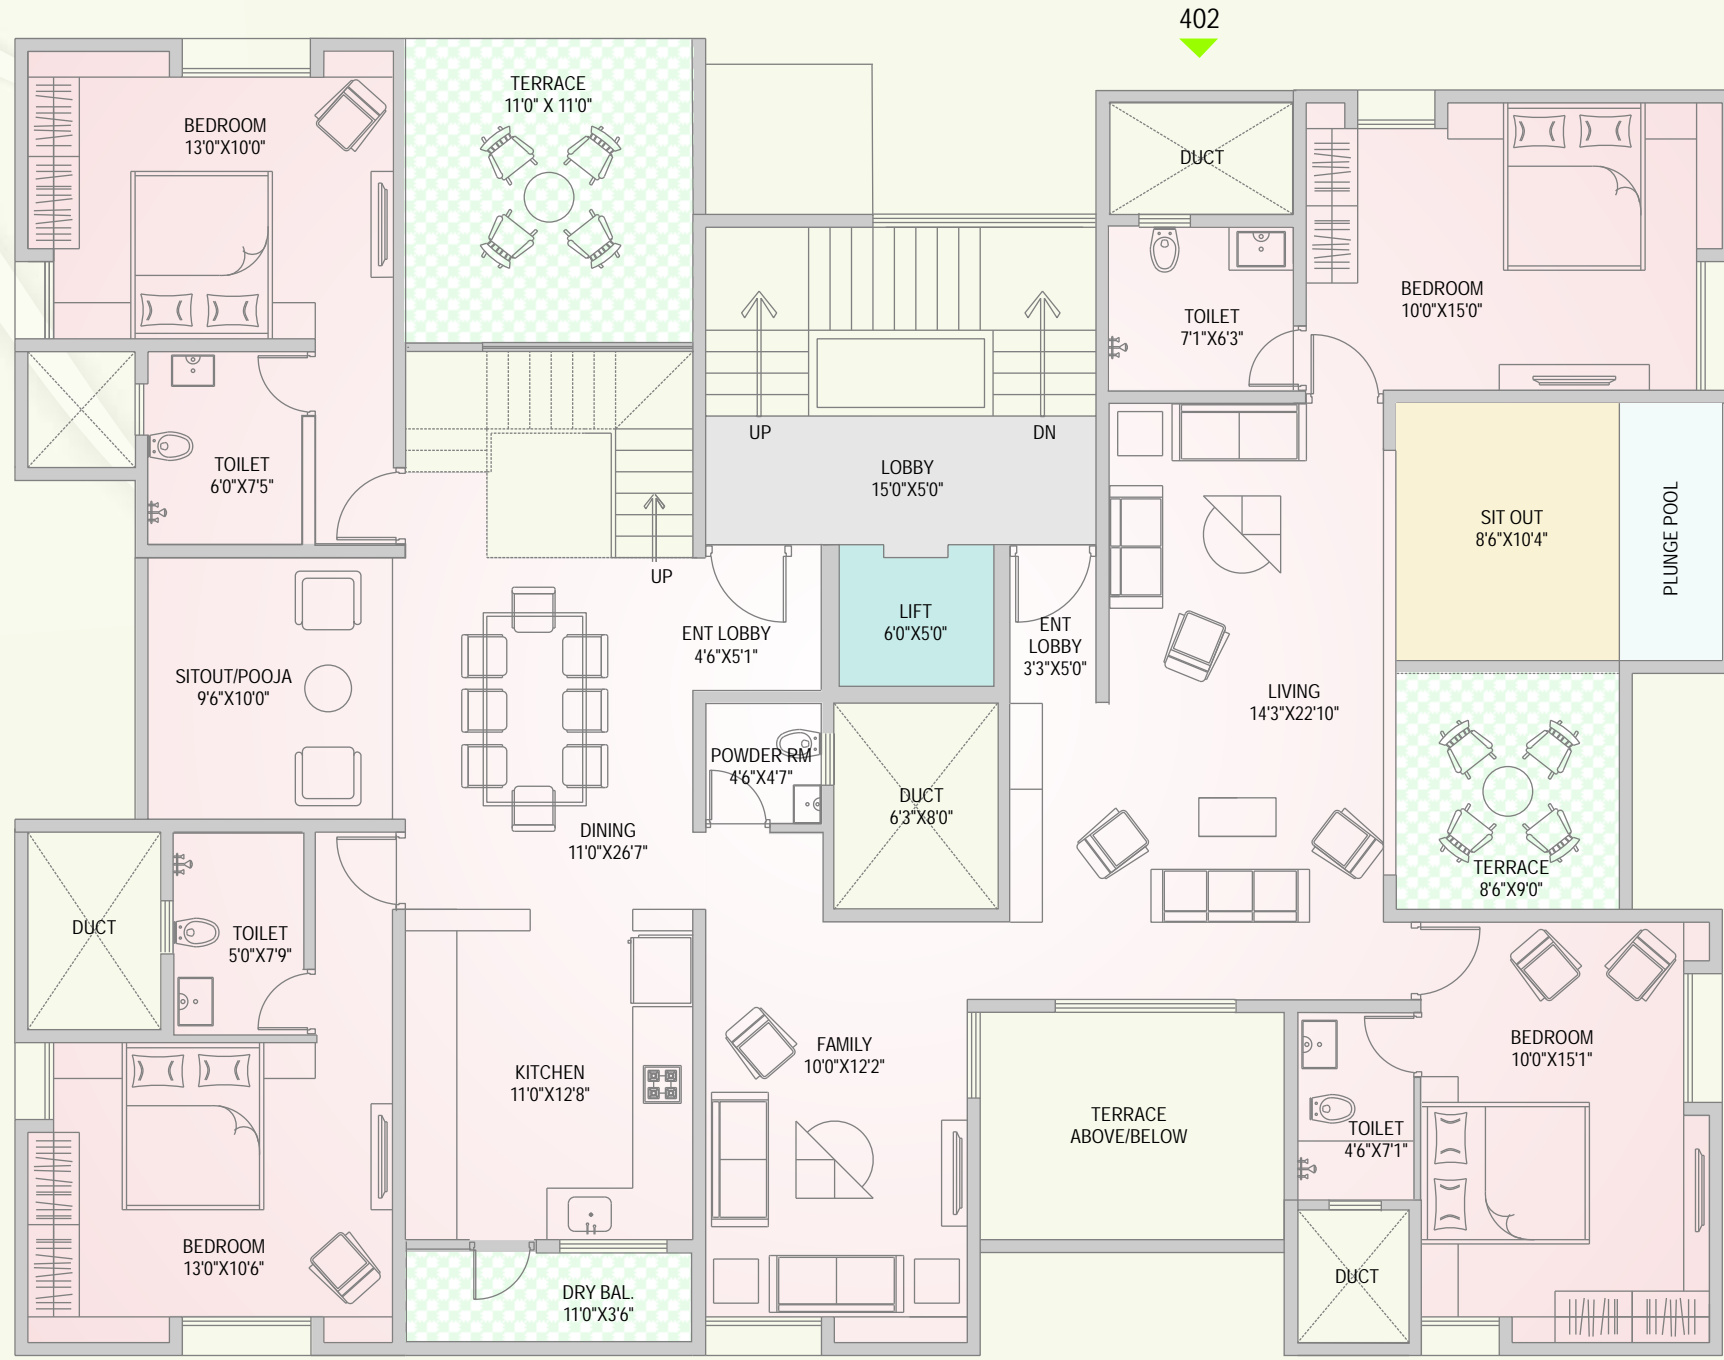 402
TERRACE
11'0" X 11'0"
BEDROOM
13'0"X10'0"
DUCT
BEDROOM
10'0"X15'0"
TOILET
7'1"X6'3"
UP
DN
LOBBY
15'0"X5'0"
TOILET
6'0"X7'5"
SIT OUT
8'6"X10'4"
PLUNGE POOL
UP
LIFT
6'0"X5'0"
ENT LOBBY
4'6"X5'1"
ENT
LOBBY
3'3"X5'0"
SITOUT/POOJA
9'6"X10'0"
LIVING
14'3"X22'10"
POWDER RM
4'6"X4'7"
DUCT
6'3"X8'0"
DINING
11'0"X26'7"
TERRACE
8'6"X9'0"
DUCT
TOILET
5'0"X7'9"
KITCHEN
11'0"X12'8"
FAMILY
10'0"X12'2"
BEDROOM
10'0"X15'1"
TERRACE
ABOVE/BELOW
TOILET
4'6"X7'1"
BEDROOM
13'0"X10'6"
DRY BAL.
11'0"X3'6"
DUCT